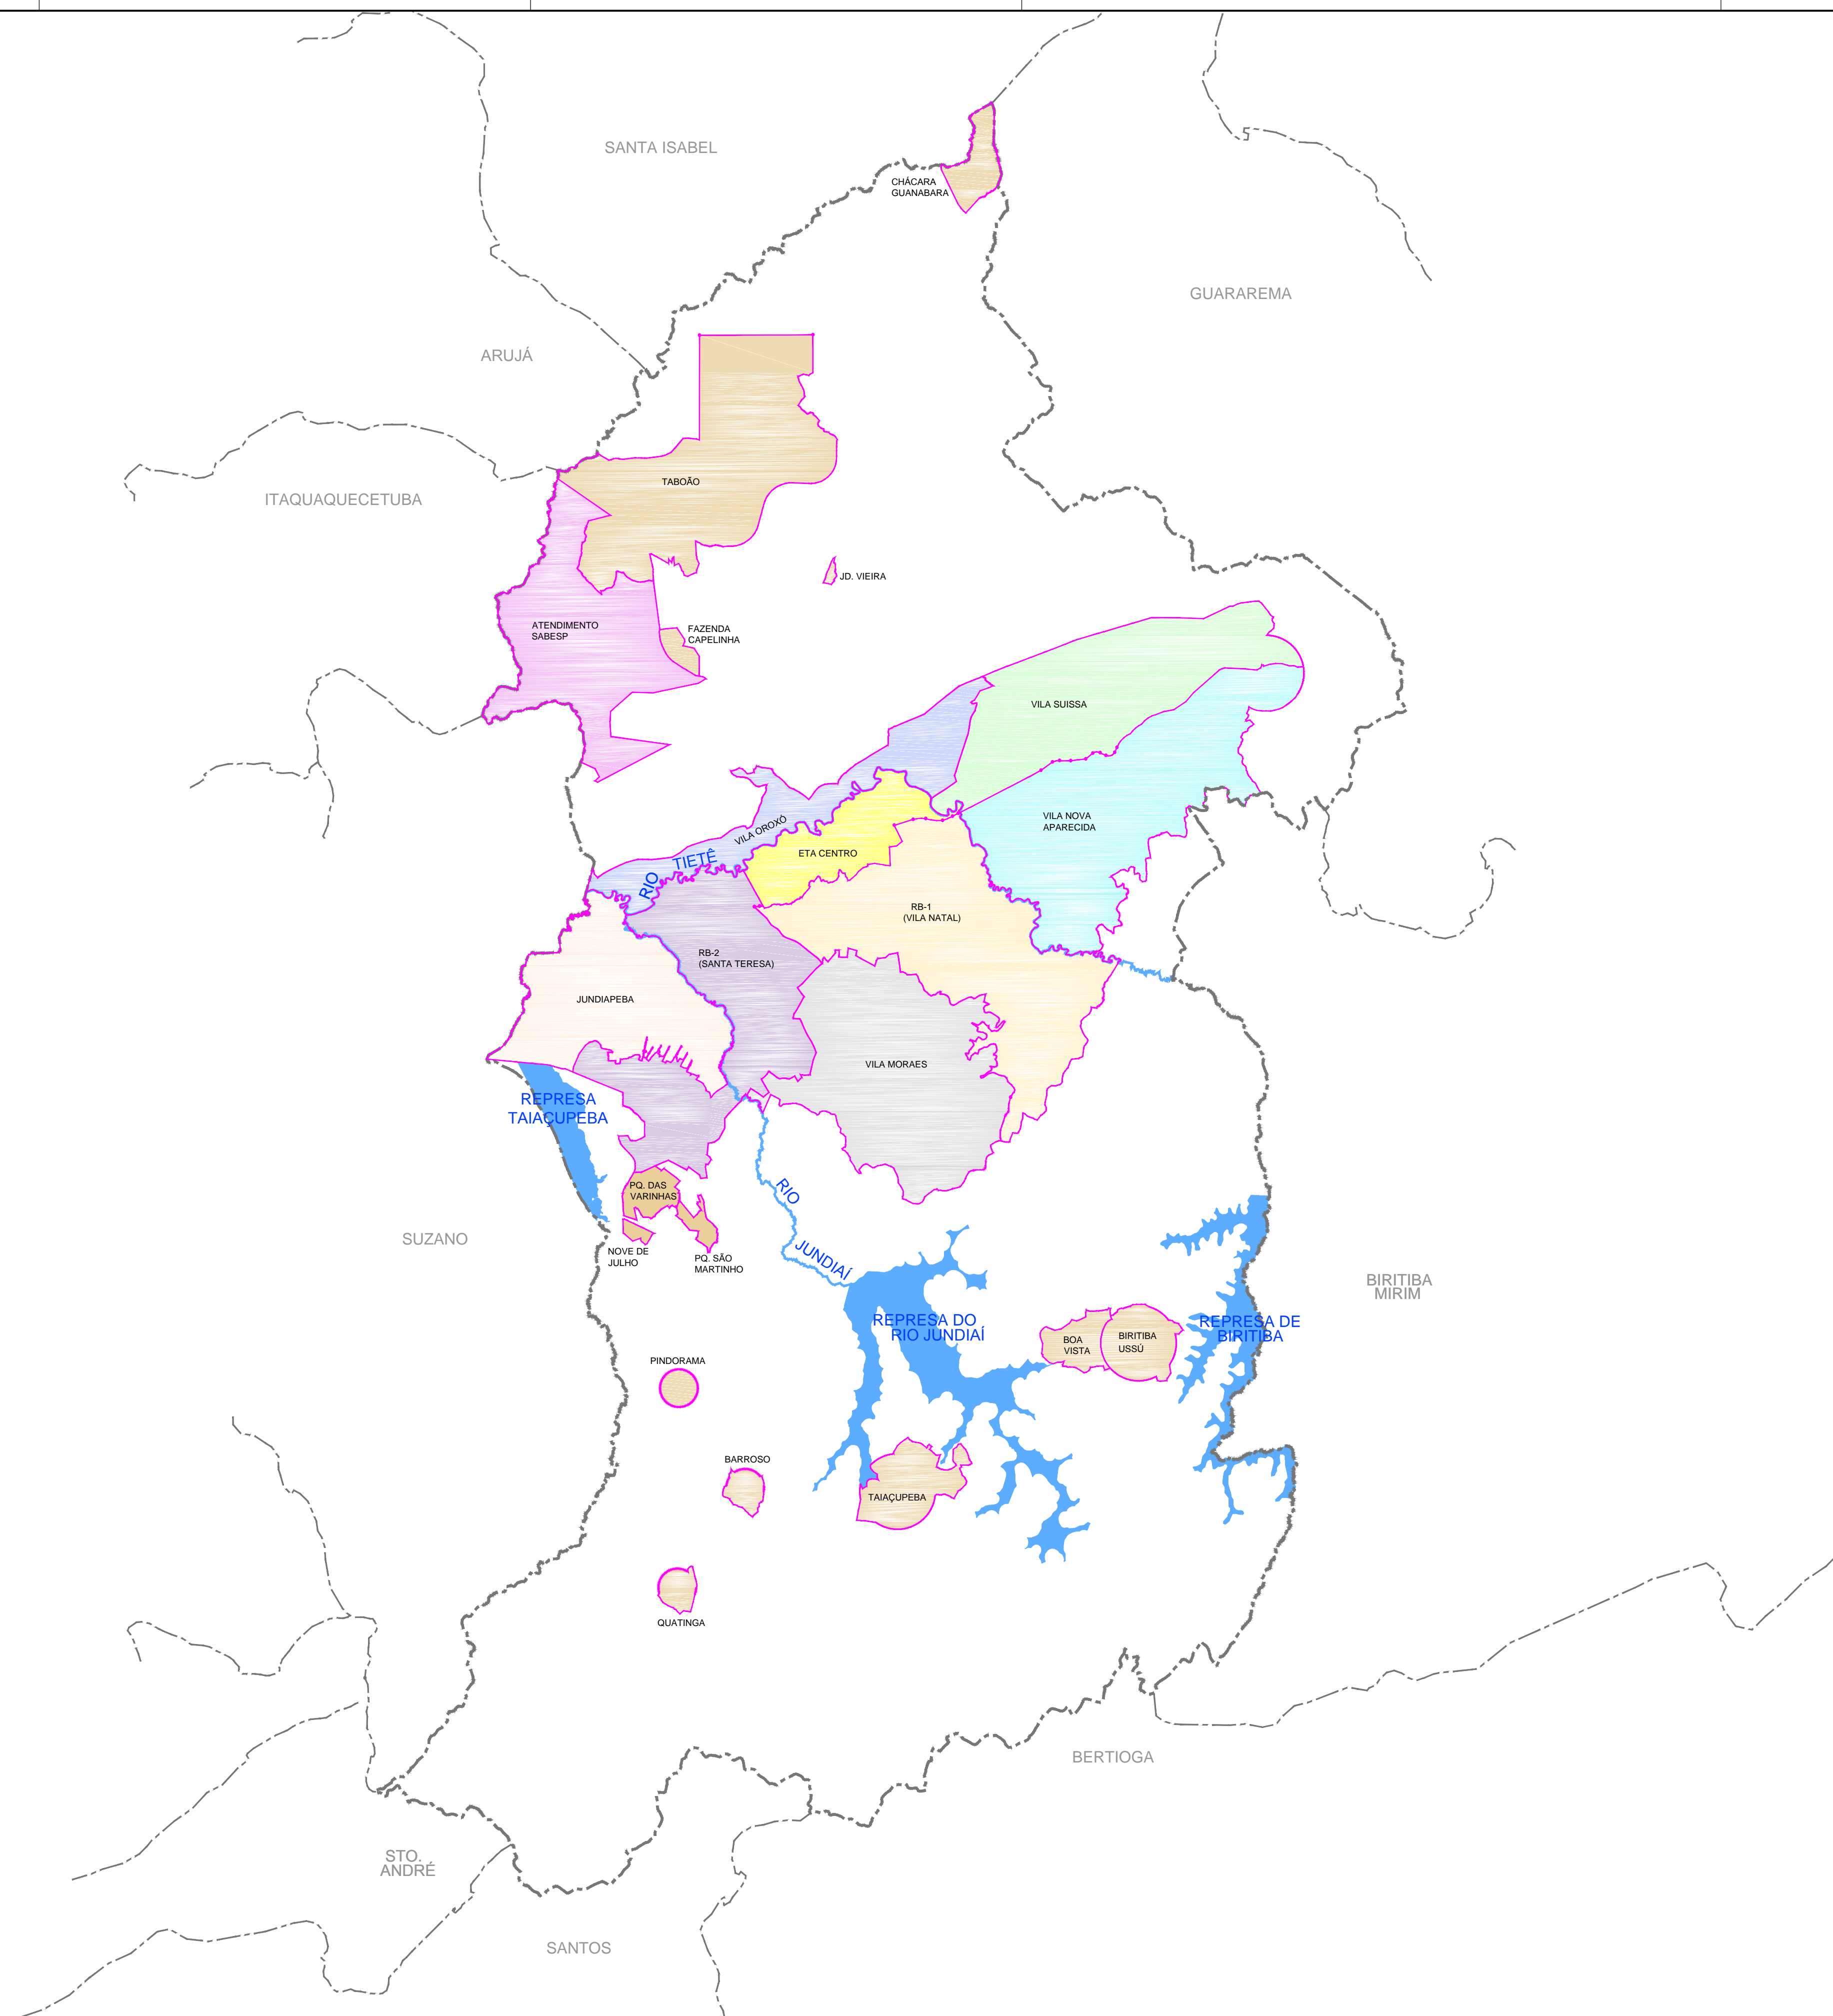 SANTA ISABEL
CHÁCARA
GUANABARA
GUARAREMA
ARUJÁ
TABOÃO
ITAQUAQUECETUBA
JD. VIEIRA
ATENDIMENTO
SABESP
FAZENDA
CAPELINHA
VILA SUISSA
VILA NOVA
APARECIDA
VILA OROXÓ
ETA CENTRO
RIO TIETÊ
RB-1
(VILA NATAL)
RB-2
(SANTA TERESA)
JUNDIAPEBA
VILA MORAES
REPRESA
TAIAÇUPEBA
PQ. DAS
VARINHAS
RIO
JUNDIAÍ
SUZANO
NOVE DE
JULHO
PQ. SÃO
MARTINHO
BIRITIBA
MIRIM
REPRESA DO
RIO JUNDIAÍ
BOA
VISTA
BIRITIBA
USSÚ
REPRESA DE
BIRITIBA
PINDORAMA
BARROSO
TAIAÇUPEBA
QUATINGA
BERTIOGA
STO.
ANDRÉ
SANTOS